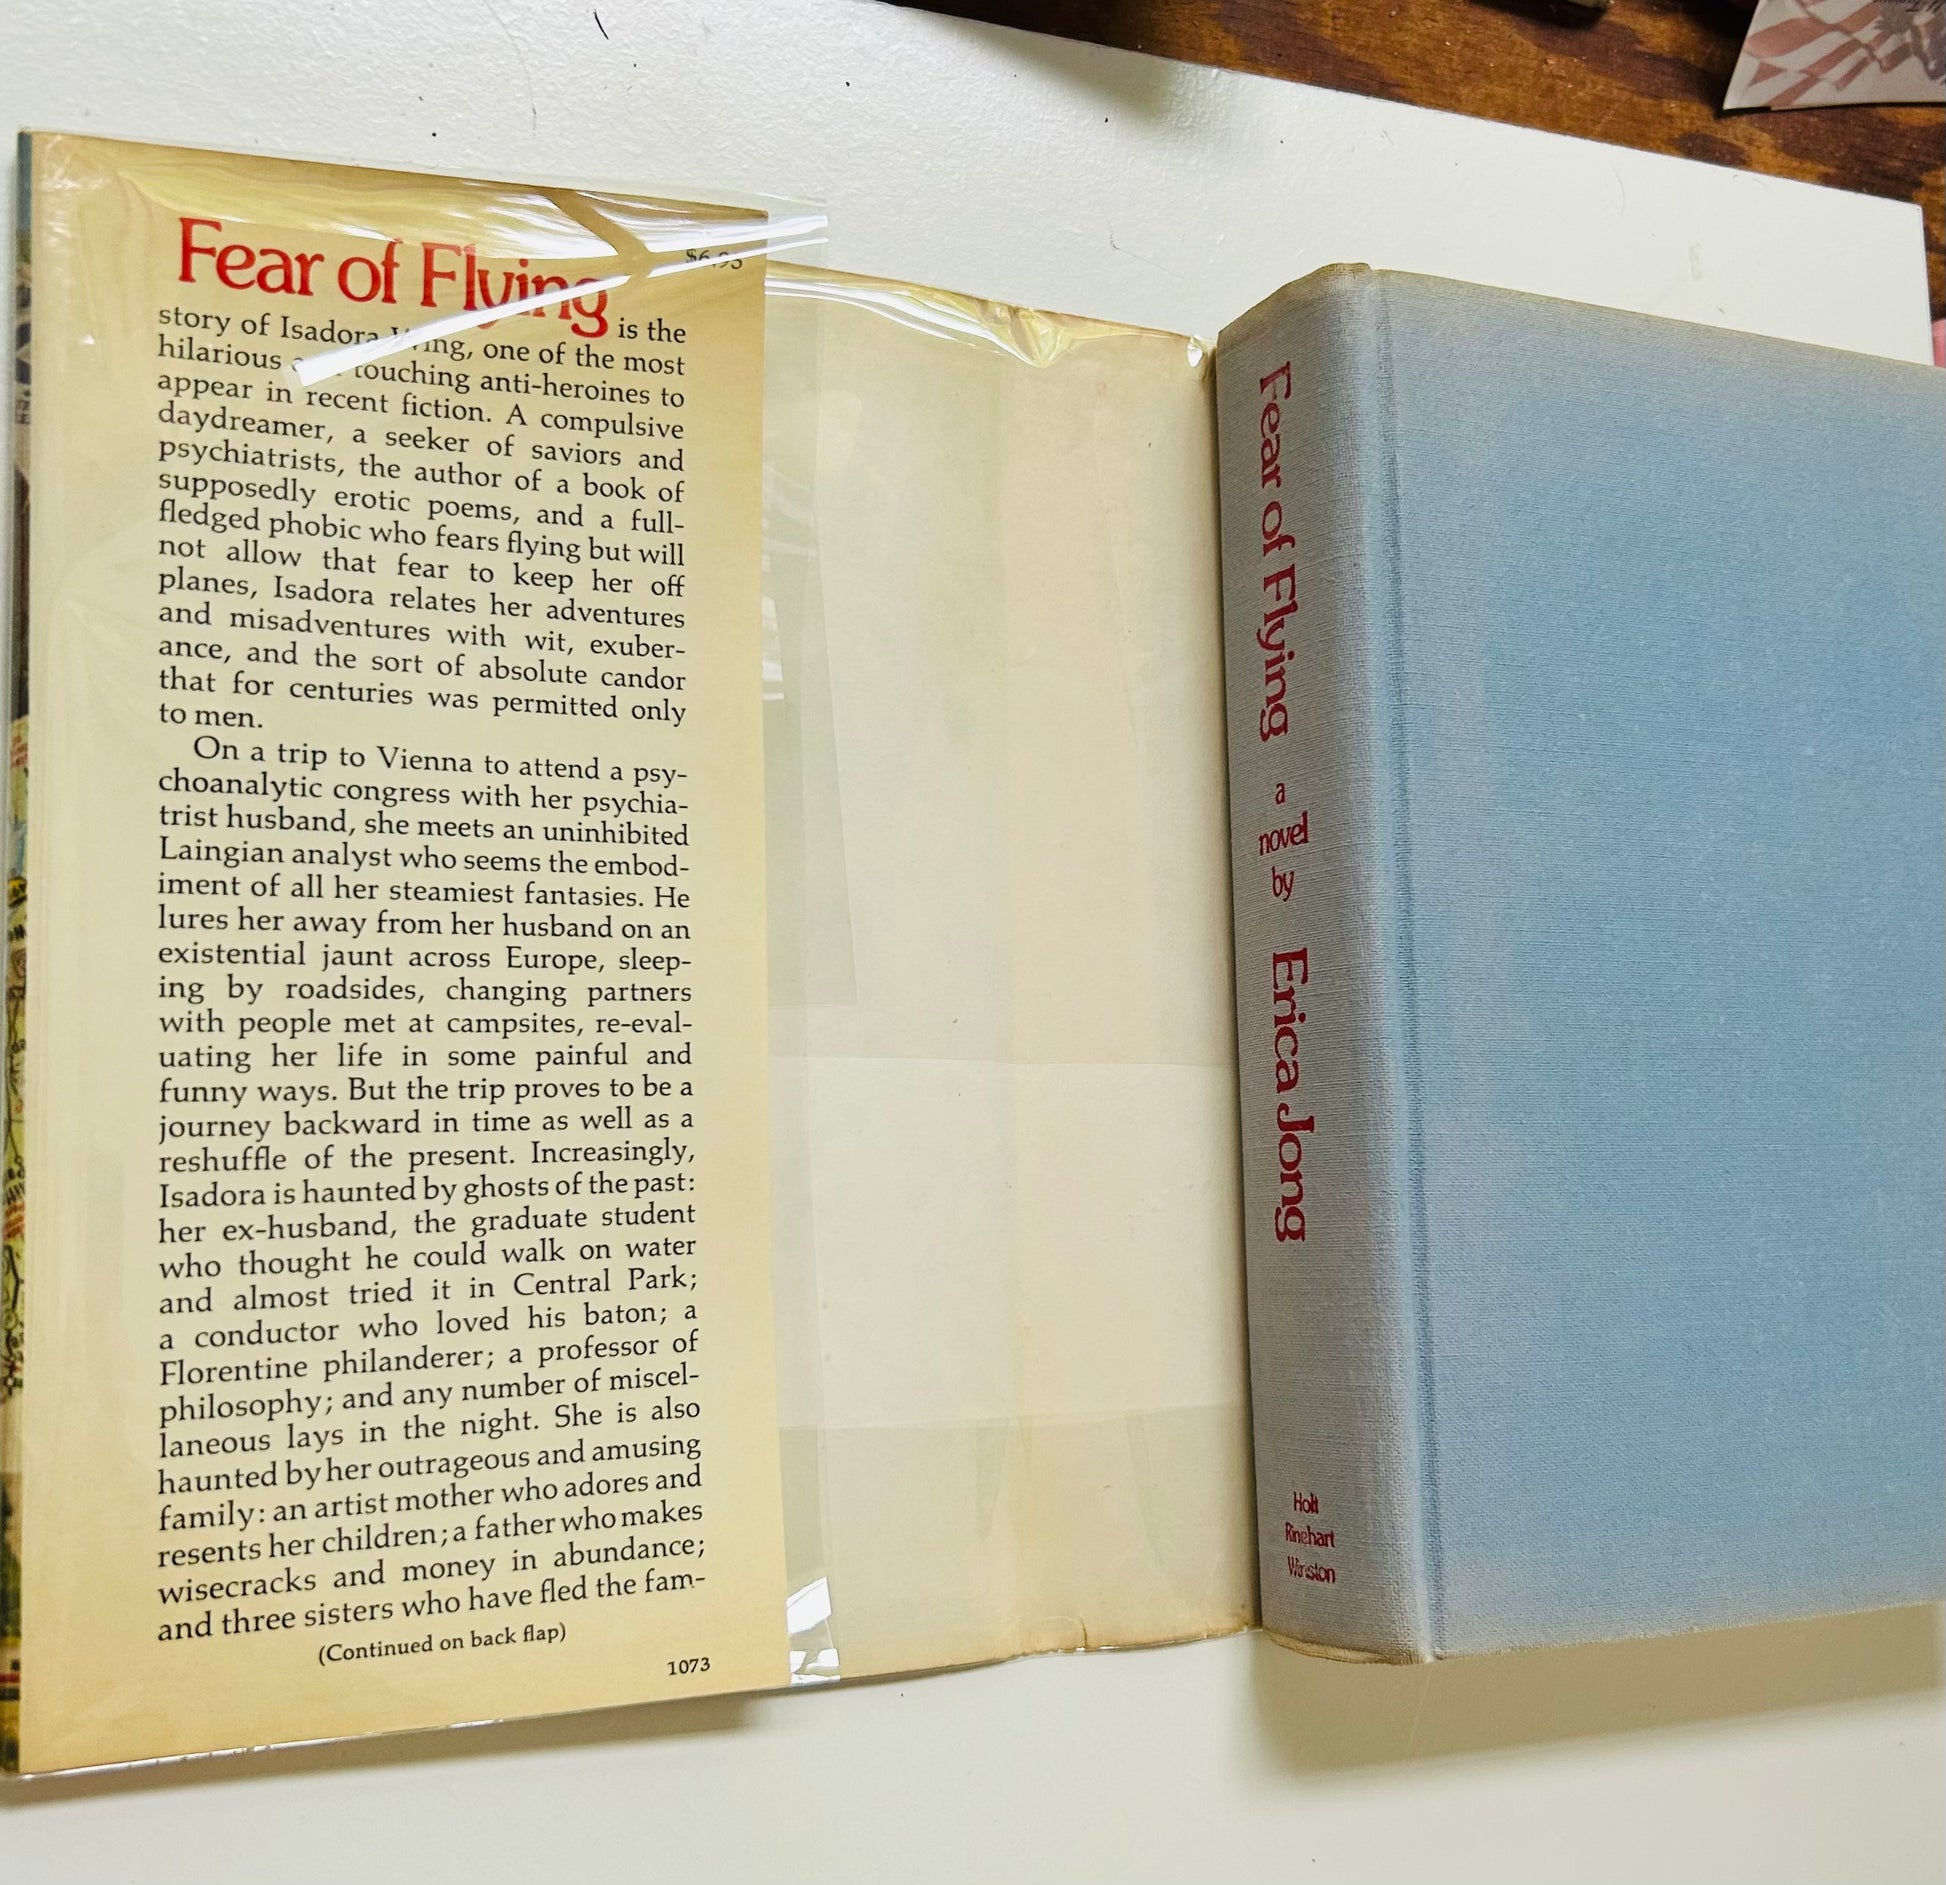 Fear of Flying is the
$6.95
story of Isadora Wing, one of the most
hilarious touching anti-heroines to
appear in recent fiction. A compulsive
daydreamer, a seeker of saviors and
psychiatrists, the author of a book of
supposedly erotic poems, and a full-
fledged phobic who fears flying but will
not allow that fear to keep her off
planes, Isadora relates her adventures
and misadventures with wit, exuber-
ance, and the sort of absolute candor
that for centuries was permitted only
to men.
On a trip to Vienna to attend a psy-
choanalytic congress with her psychia-
trist husband, she meets an uninhibited
Laingian analyst who seems the embod-
iment of all her steamiest fantasies. He
lures her away from her husband on an
existential jaunt across Europe, sleep-
ing by roadsides, changing partners
with people met at campsites, re-eval-
uating her life in some painful and
funny ways. But the trip proves to be a
journey backward in time as well as a
reshuffle of the present. Increasingly,
Isadora is haunted by ghosts of the past:
her ex-husband, the graduate student
who thought he could walk on water
and almost tried it in Central Park;
a conductor who loved his baton; a
Florentine philanderer; a professor of
philosophy; and any number of miscel-
laneous lays in the night. She is also
haunted by her outrageous and amusing
family: an artist mother who adores and
resents her children; a father who makes
wisecracks and money in abundance;
and three sisters who have fled the fam-
(Continued on back flap)
1073
Fear of Flying a novel by Erica Jong
Holt
Rinehart
Winston